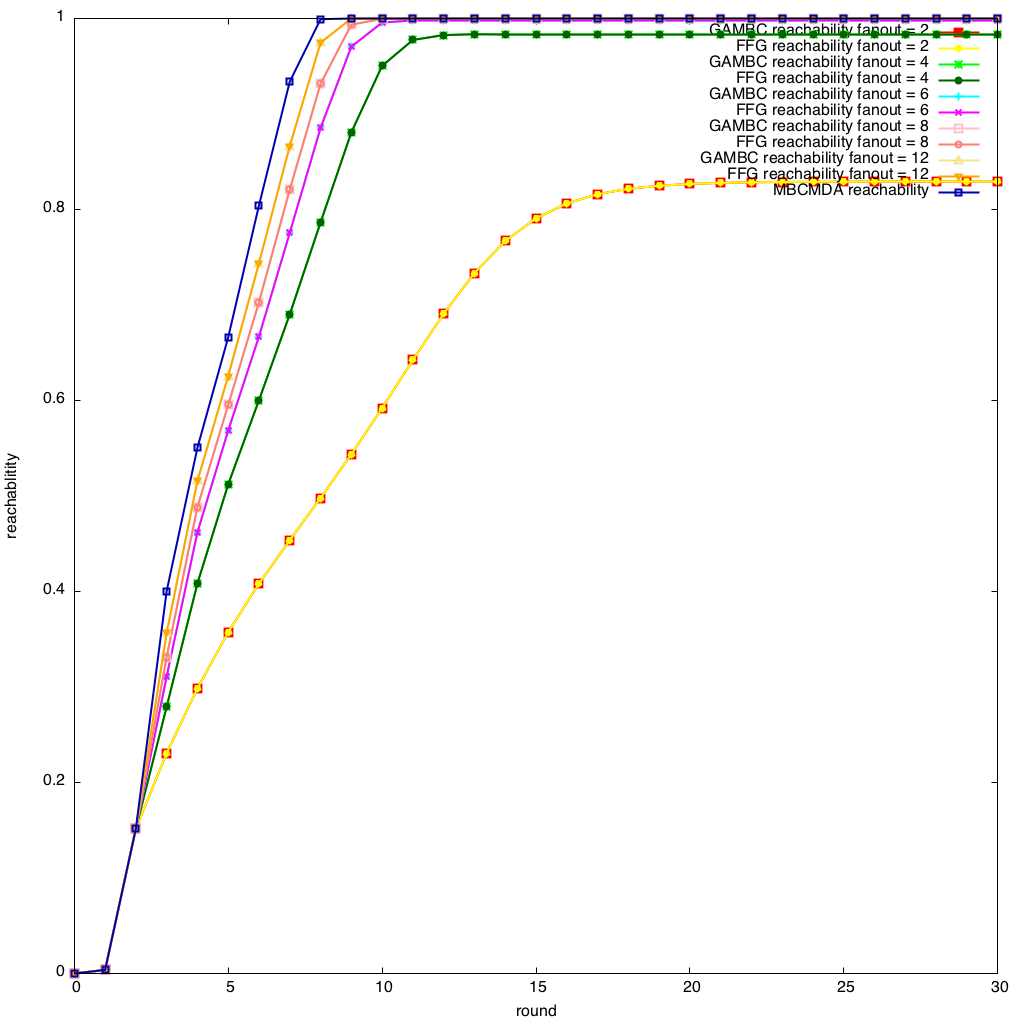 1
GAMBC reachability fanout = 2
FFG reachability fanout = 2
GAMBC reachability fanout = 4
FFG reachability fanout = 4
GAMBC reachability fanout = 6
FFG reachability fanout = 6
GAMBC reachability fanout = 8
FFG reachability fanout = 8
GAMBC reachability fanout = 12
FFG reachability fanout = 12
MBCMDA reachability
0.8
0.6
reachablitity
0.4
0.2
0
0 5 10 15 20 25 30
round